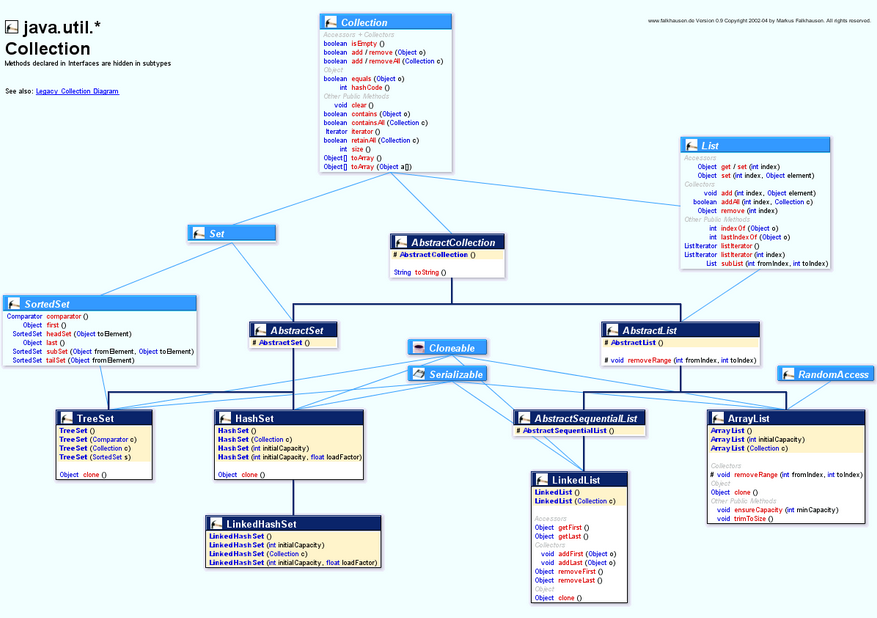 java.util.*
Collection
Methods declared in Interfaces are hidden in subtypes
See also: Legacy Collection Diagram
www.falkhausen.de Version 0.9 Copyright 2002-04 by Markus Falkhausen. All rights reserved.
Collection
Accessors + Collectors
boolean isEmpty ()
boolean add / remove (Object o)
boolean add / removeAll (Collection c)
Object
boolean equals (Object o)
int hashCode ()
Other Public Methods
void clear ()
boolean contains (Object o)
boolean containsAll (Collection c)
Iterator iterator ()
boolean retainAll (Collection c)
int size ()
Object[] toArray ()
Object[] toArray (Object a[])
List
Accessors
Object get / set (int index)
Object set (int index, Object element)
Collectors
void add (int index, Object element)
boolean addAll (int index, Collection c)
Object remove (int index)
Other Public Methods
int indexOf (Object o)
int lastIndexOf (Object o)
ListIterator listIterator ()
ListIterator listIterator (int index)
List subList (int fromIndex, int toIndex)
Set
AbstractCollection
# AbstractCollection ()
String toString ()
SortedSet
Comparator comparator ()
Object first ()
SortedSet headSet (Object toElement)
Object last ()
SortedSet subSet (Object fromElement, Object toElement)
SortedSet tailSet (Object fromElement)
AbstractSet
# AbstractSet ()
AbstractList
# AbstractList ()
# void removeRange (int fromIndex, int toIndex)
Cloneable
Serializable
RandomAccess
TreeSet
TreeSet ()
TreeSet (Comparator c)
TreeSet (Collection c)
TreeSet (SortedSet s)
Object clone ()
HashSet
HashSet ()
HashSet (Collection c)
HashSet (int initialCapacity)
HashSet (int initialCapacity, float loadFactor)
Object clone ()
AbstractSequentialList
# AbstractSequentialList ()
ArrayList
ArrayList ()
ArrayList (int initialCapacity)
ArrayList (Collection c)
Collectors
# void removeRange (int fromIndex, int toIndex)
Object
Object clone ()
Other Public Methods
void ensureCapacity (int minCapacity)
void trimToSize ()
LinkedList
LinkedList ()
LinkedList (Collection c)
Accessors
Object getFirst ()
Object getLast ()
Collectors
void addFirst (Object o)
void addLast (Object o)
Object removeFirst ()
Object removeLast ()
Object
Object clone ()
LinkedHashSet
LinkedHashSet ()
LinkedHashSet (int initialCapacity)
LinkedHashSet (Collection c)
LinkedHashSet (int initialCapacity, float loadFactor)